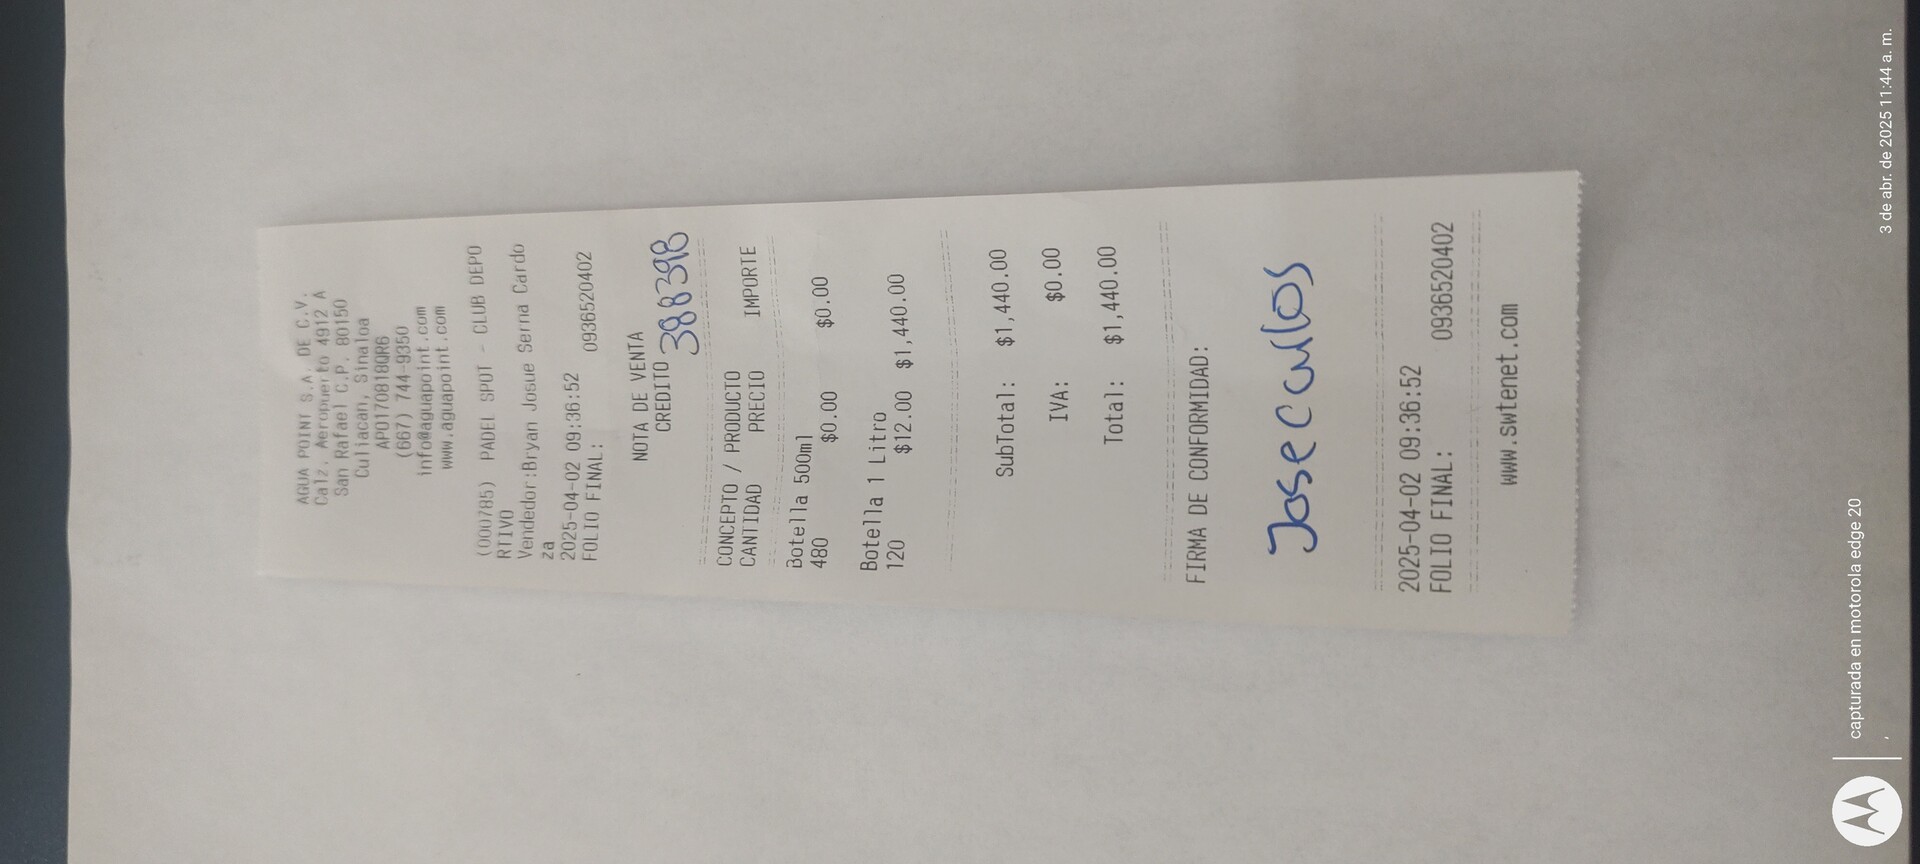 AGUA POINT S.A. DE C.V.
Calz. Aeropuerto 4912 A
San Rafael C.P. 80150
Culiacan, Sinaloa
APO170818QR6
(667) 744-9350
info@aguapoint.com
www.aguapoint.com
(000785) PADEL SPOT - CLUB DEPO
RTIVO
Vendedor:Bryan Josue Serna Cardo
za
2025-04-02 09:36:52
FOLIO FINAL: 0936520402
NOTA DE VENTA
CREDITO
388398
CONCEPTO / PRODUCTO
CANTIDAD PRECIO IMPORTE
Botella 500ml
480 $0.00 $0.00
Botella 1 Litro
120 $12.00 $1,440.00
SubTotal: $1,440.00
IVA: $0.00
Total: $1,440.00
FIRMA DE CONFORMIDAD:
Jose Carlos
2025-04-02 09:36:52
FOLIO FINAL: 0936520402
www.swtenet.com
capturada en motorola edge 20
3 de abr. de 2025 11:44 a. m.